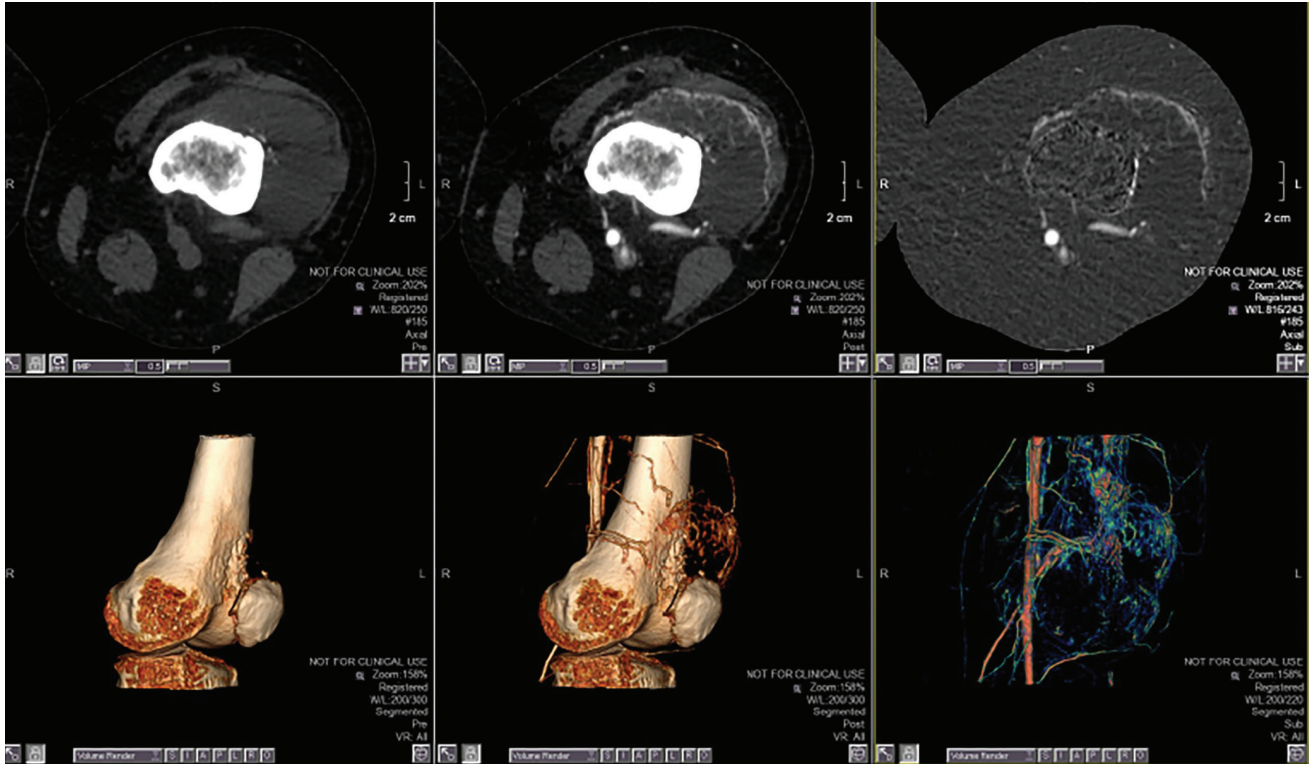 R
L
2 cm
NOT FOR CLINICAL USE
Zoom:202%
Registered
W/L:820/250
#185
Axial
Pre
P
MIP
0.5
L
2 cm
NOT FOR CLINICAL USE
Zoom:202%
Registered
W/L:820/250
#185
Axial
Post
P
MIP
0.5
R
L
2 cm
NOT FOR CLINICAL USE
Zoom:202%
Registered
W/L:816/243
#185
Axial
Sub
P
MIP
0.5
S
R
L
NOT FOR CLINICAL USE
Zoom:158%
Registered
W/L:200/300
Segmented
Pre
VR: All
Volume Render
S I A P L R O
S
R
L
NOT FOR CLINICAL USE
Zoom:158%
Registered
W/L:200/300
Segmented
Post
VR: All
Volume Render
S I A P L R O
S
R
L
NOT FOR CLINICAL USE
Zoom:158%
Registered
W/L:200/220
Segmented
Sub
VR: All
Volume Render
S I A P L R O